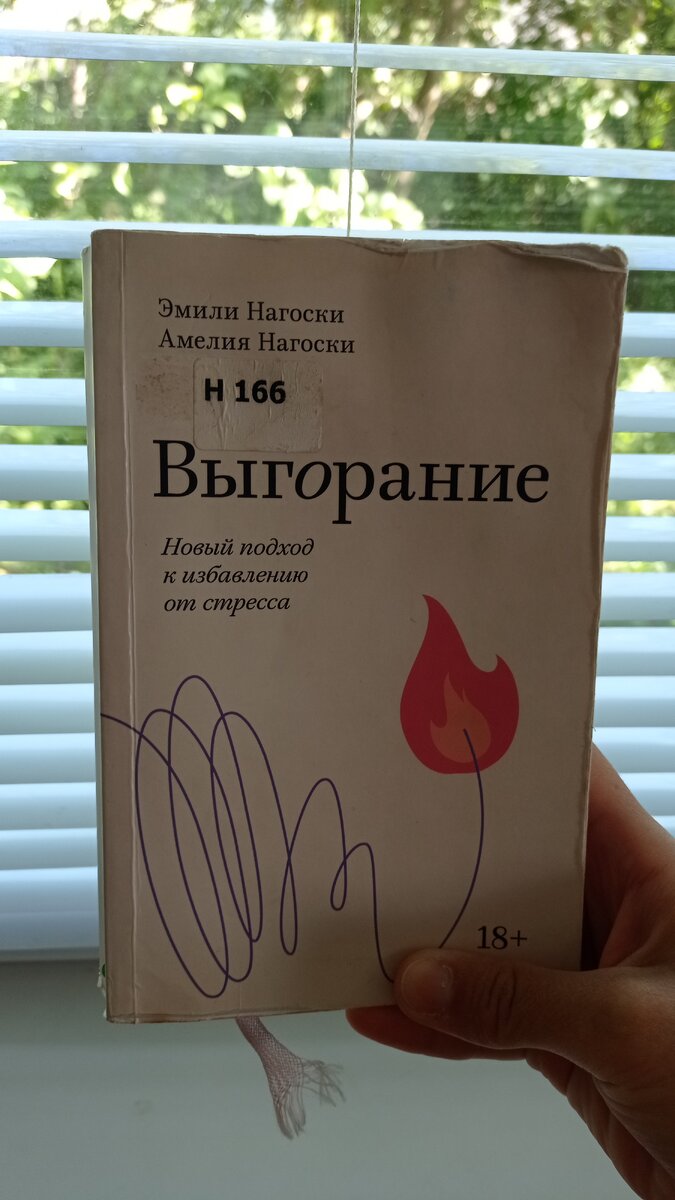 Эмили Нагоски
Амелия Нагоски
Н 166
Выгорание
Новый подход
к избавлению
от стресса
18+